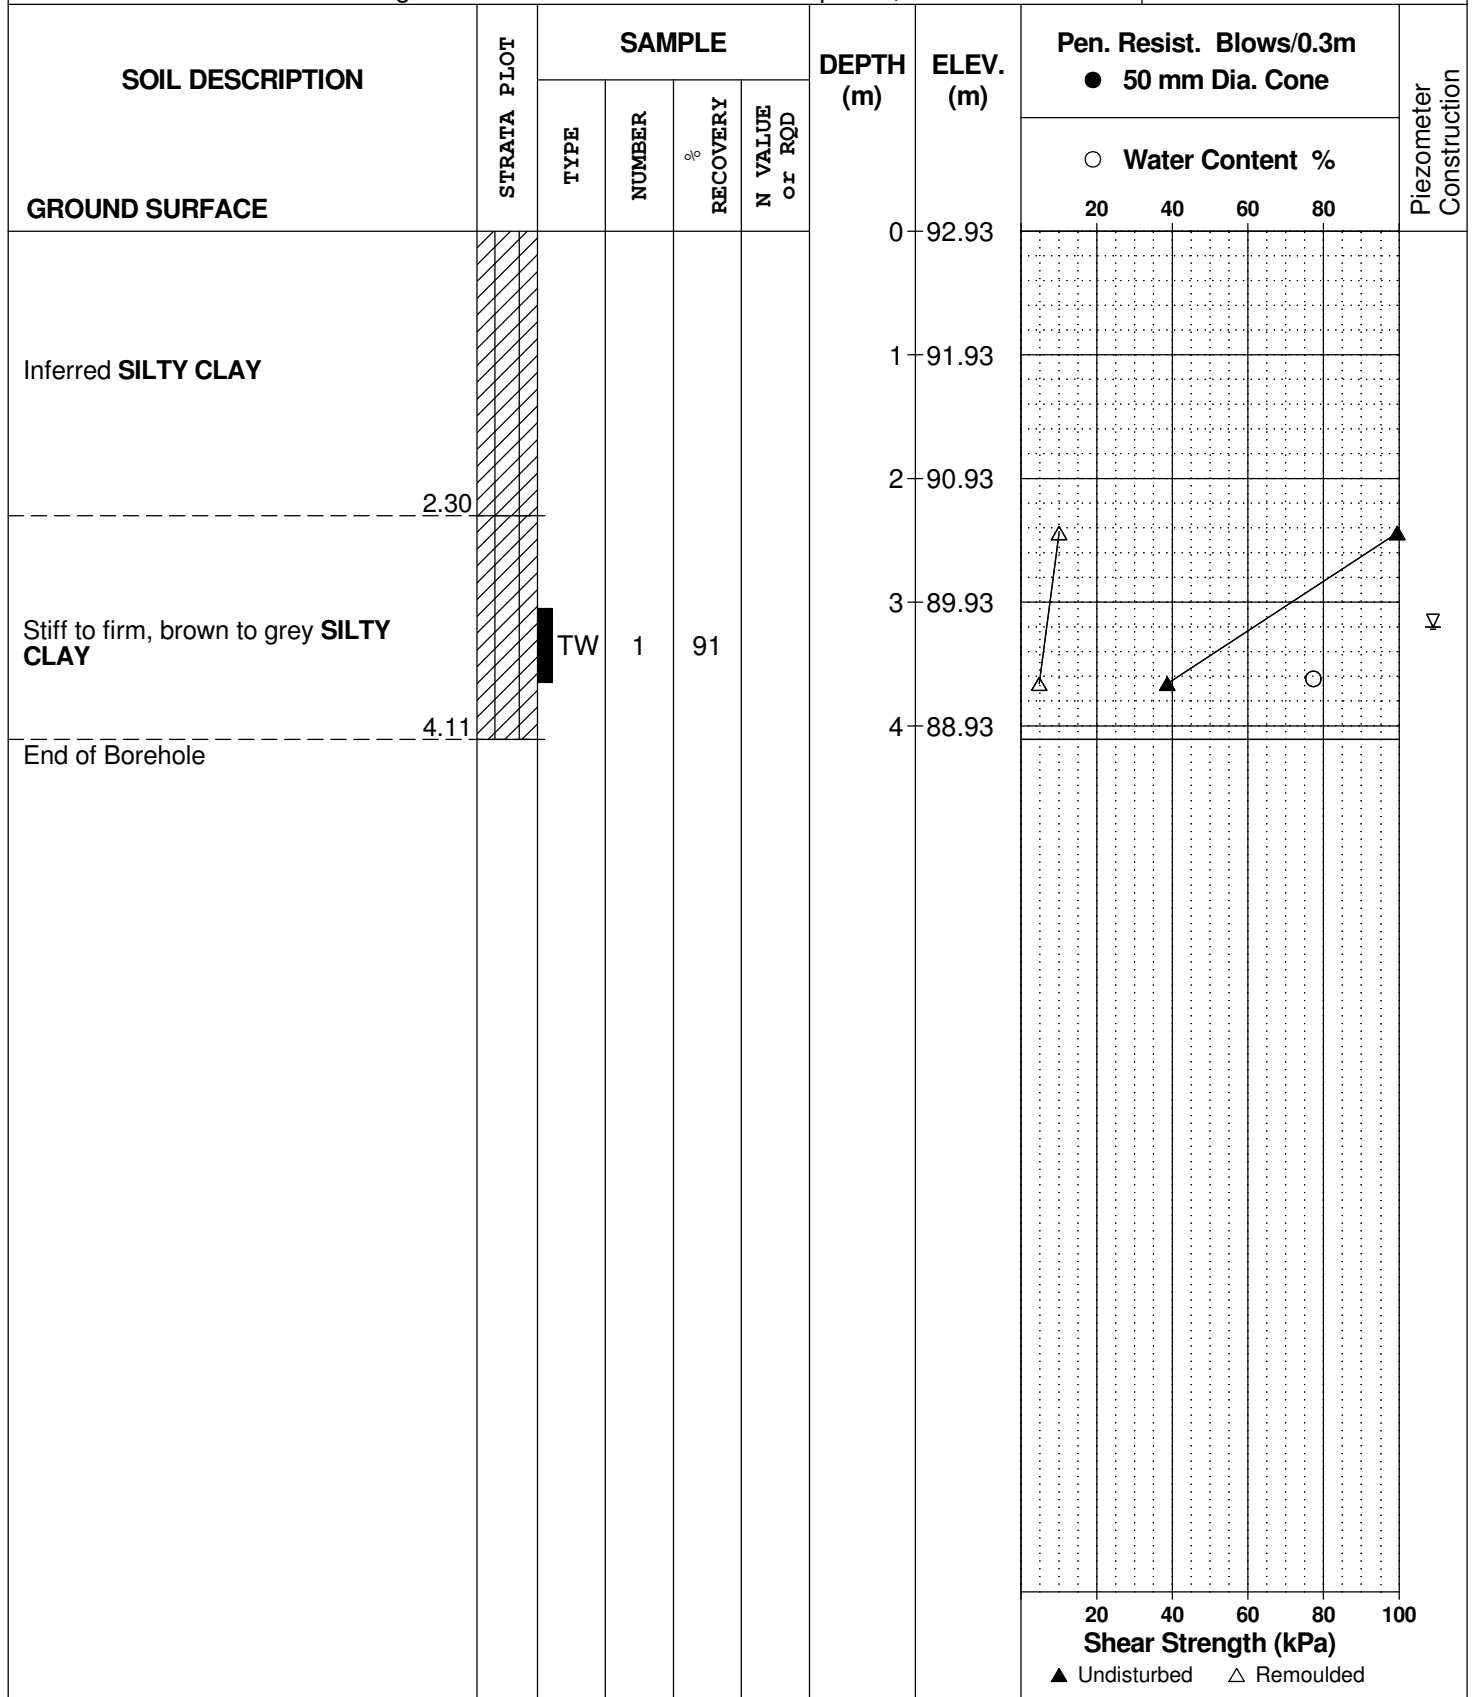 SOIL DESCRIPTION
GROUND SURFACE
STRATA PLOT
SAMPLE
TYPE
NUMBER
%
RECOVERY
N VALUE
or RQD
DEPTH
(m)
ELEV.
(m)
Pen. Resist. Blows/0.3m
● 50 mm Dia. Cone
○ Water Content %
20 40 60 80
Piezometer
Construction
0 92.93
Inferred SILTY CLAY
1 91.93
2 90.93
2.30
3 89.93
Stiff to firm, brown to grey SILTY
CLAY
TW 1 91
4.11
4 88.93
End of Borehole
20 40 60 80 100
Shear Strength (kPa)
▲ Undisturbed △ Remoulded